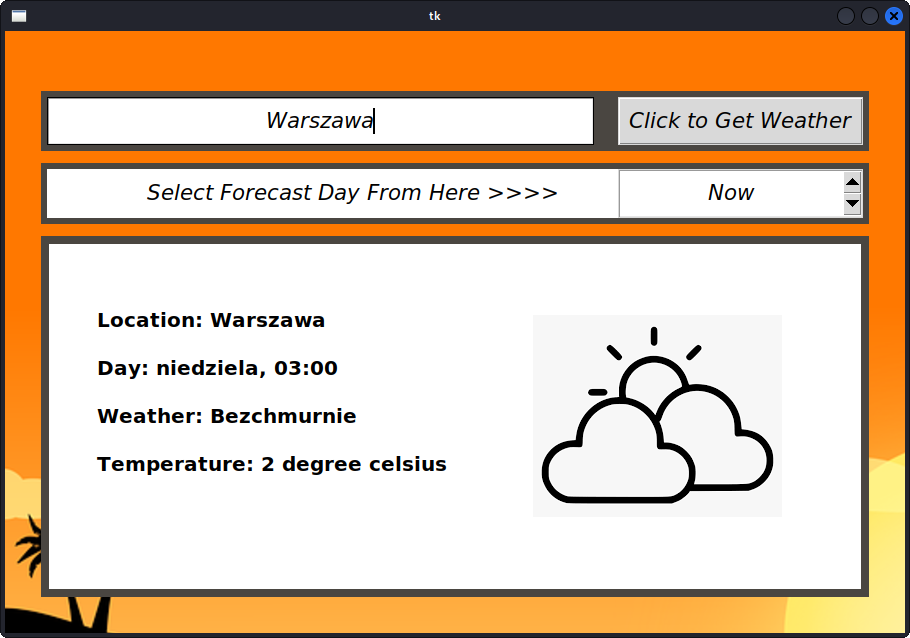 tk
Warszawa
Click to Get Weather
Select Forecast Day From Here >>>>
Now
Location: Warszawa
Day: niedziela, 03:00
Weather: Bezchmurnie
Temperature: 2 degree celsius